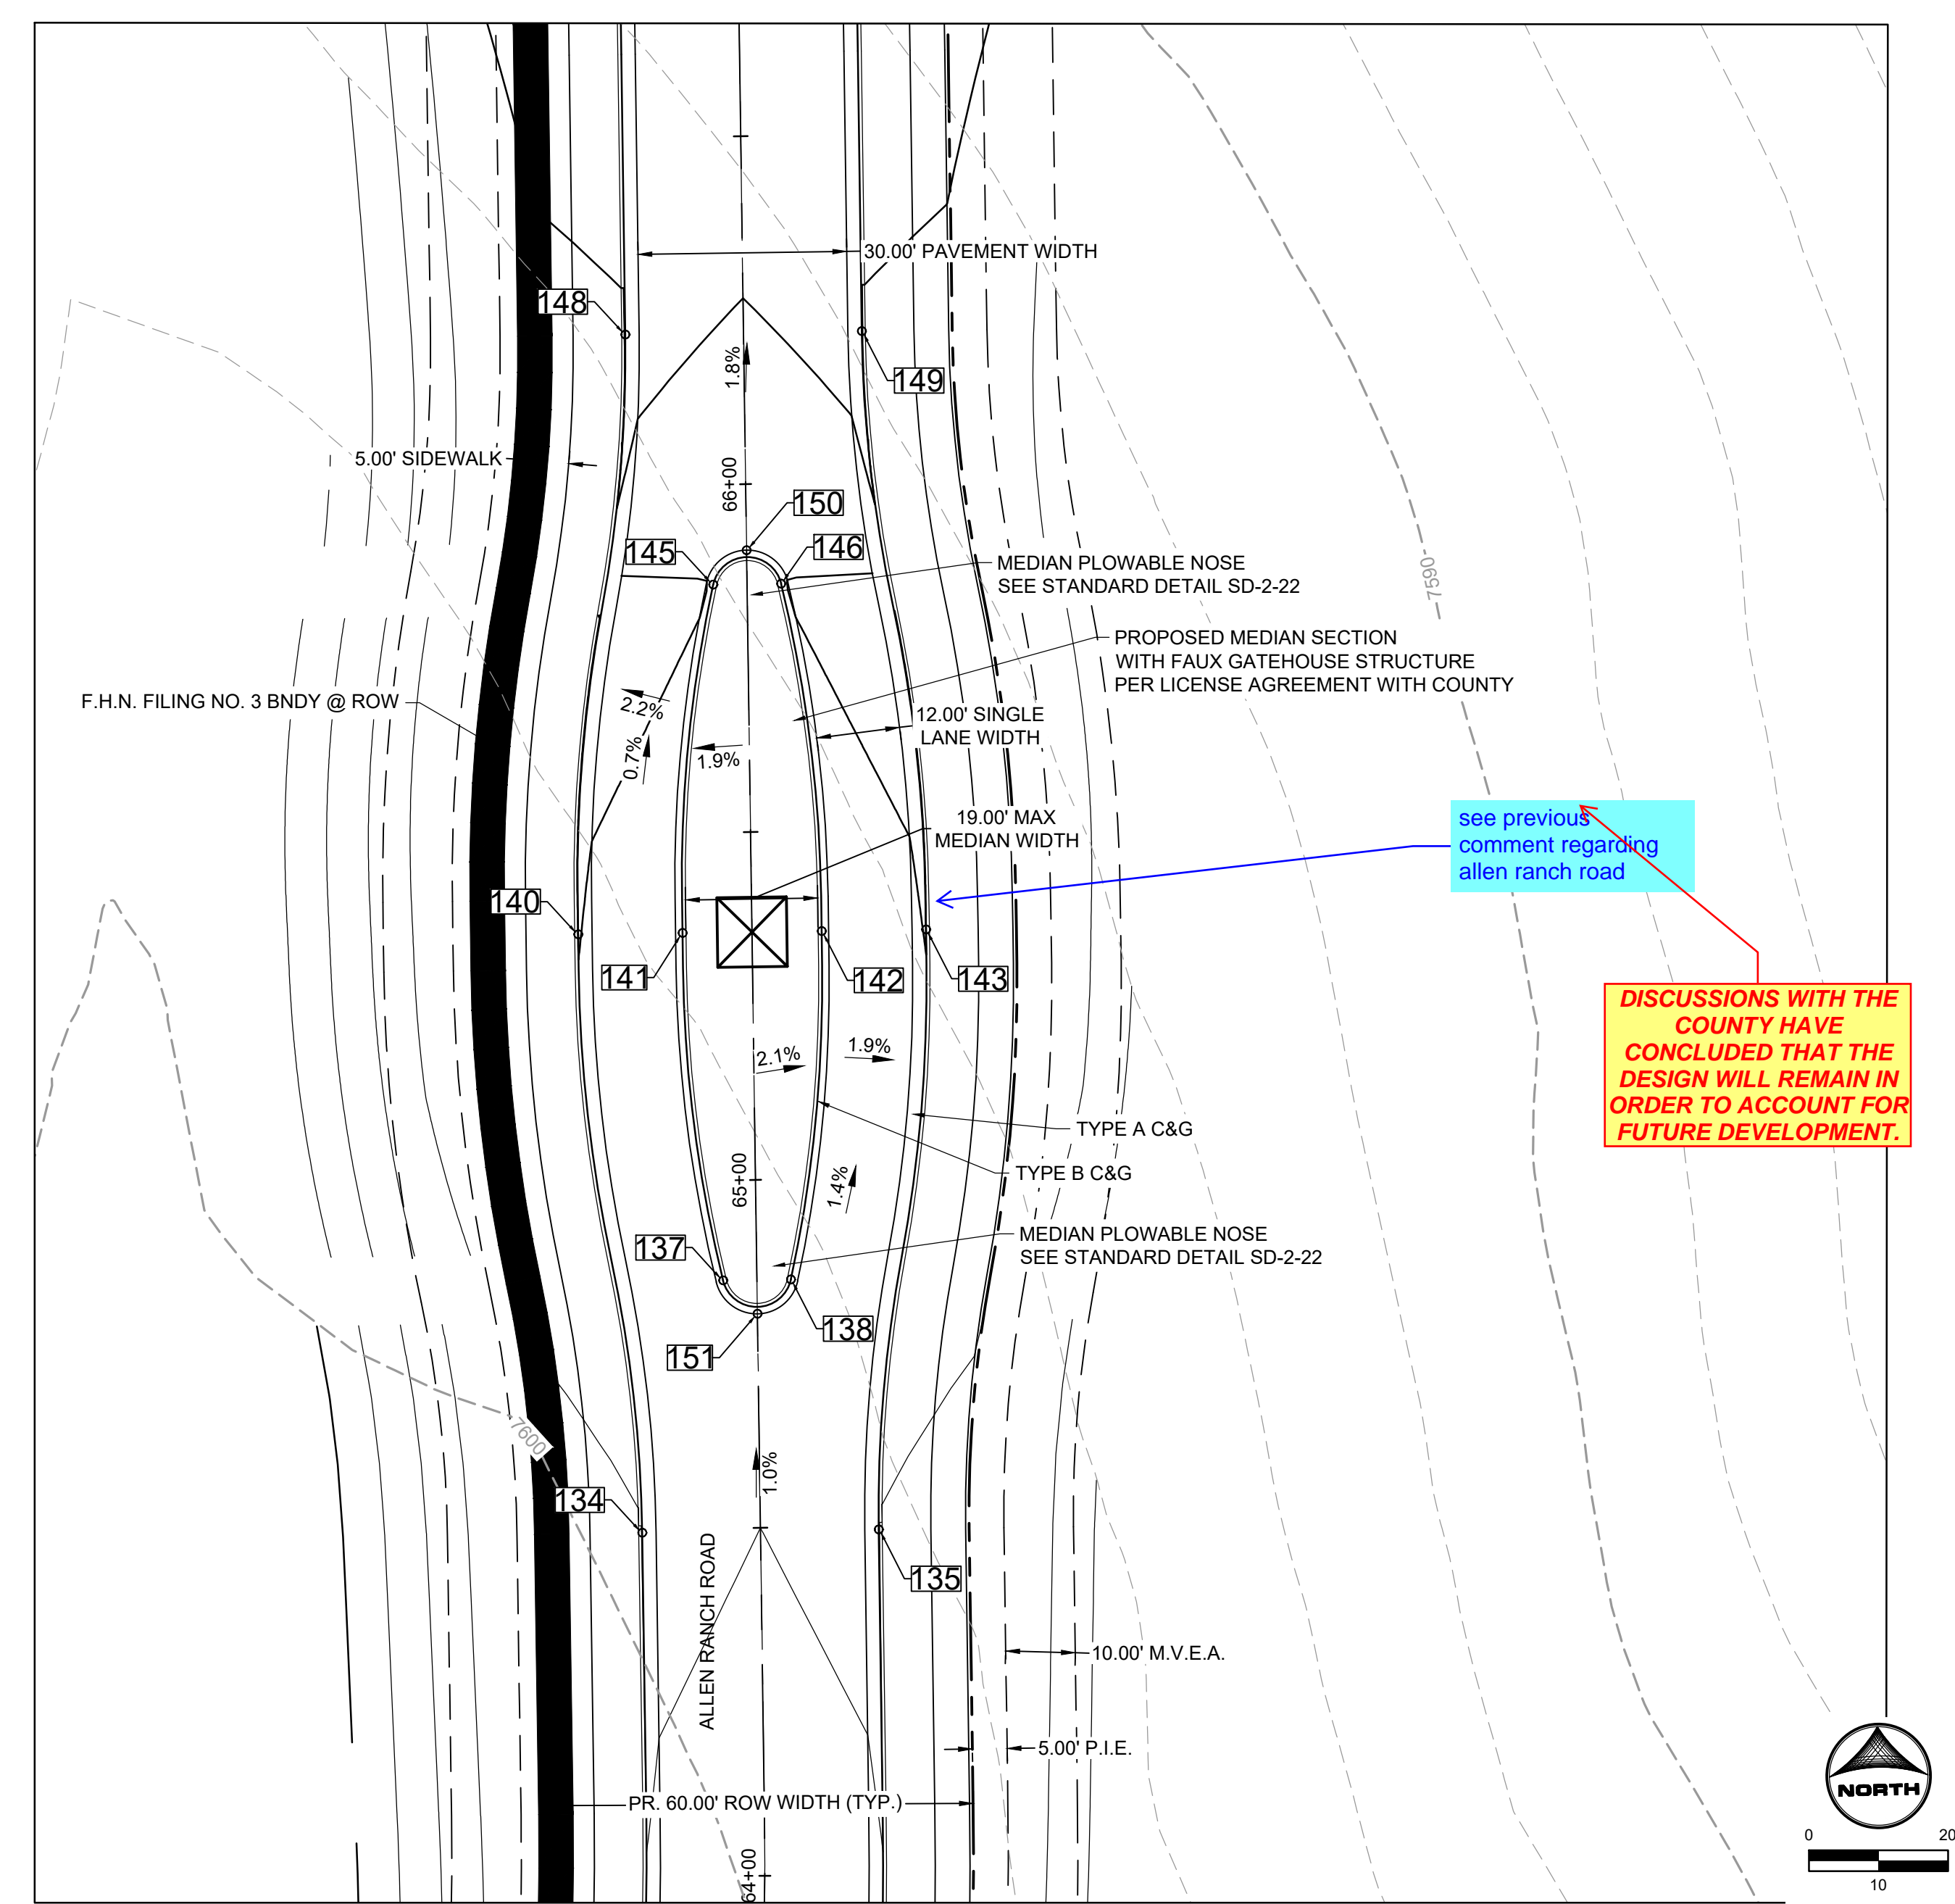 30.00' PAVEMENT WIDTH
148
1.8%
149
5.00' SIDEWALK
66+00
150
145
146
MEDIAN PLOWABLE NOSE
SEE STANDARD DETAIL SD-2-22
7590
PROPOSED MEDIAN SECTION
WITH FAUX GATEHOUSE STRUCTURE
PER LICENSE AGREEMENT WITH COUNTY
F.H.N. FILING NO. 3 BNDY @ ROW
2.2%
12.00' SINGLE
LANE WIDTH
0.7%
1.9%
19.00' MAX
MEDIAN WIDTH
see previous
comment regarding
allen ranch road
140
141
142
143
DISCUSSIONS WITH THE
COUNTY HAVE
CONCLUDED THAT THE
DESIGN WILL REMAIN IN
ORDER TO ACCOUNT FOR
FUTURE DEVELOPMENT.
2.1%
1.9%
TYPE A C&G
TYPE B C&G
65+00
1.4%
137
MEDIAN PLOWABLE NOSE
SEE STANDARD DETAIL SD-2-22
138
151
7600
1.0%
134
135
ALLEN RANCH ROAD
10.00' M.V.E.A.
5.00' P.I.E.
PR. 60.00' ROW WIDTH (TYP.)
64+00
NORTH
0
20
10